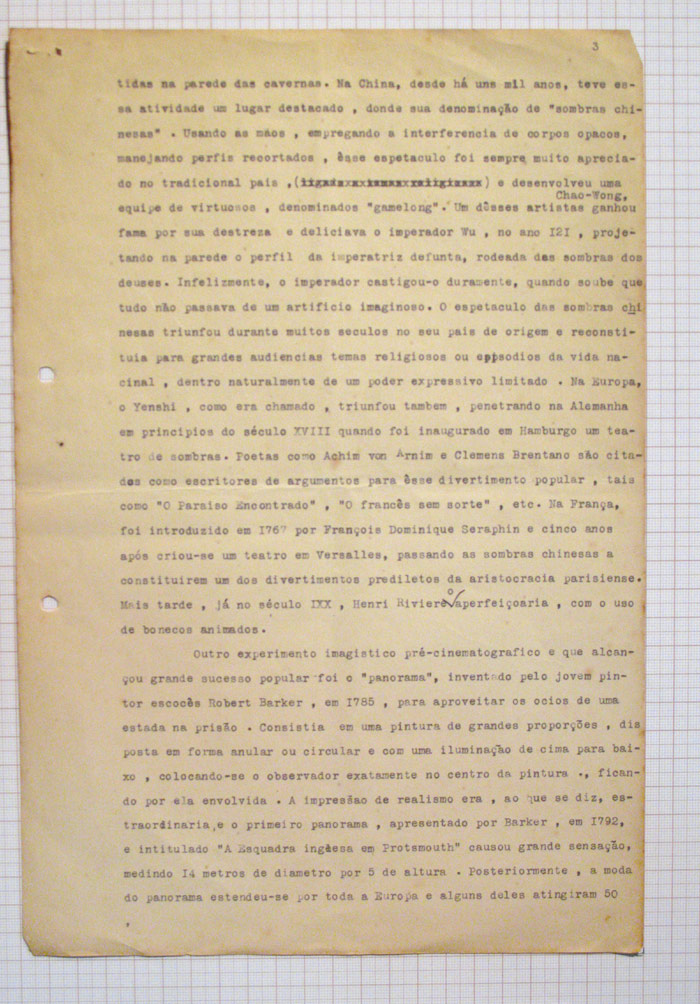 3
tidas na parede das cavernas. Na China, desde há uns mil anos, teve es-
sa atividade um lugar destacado , donde sua denominação de "sombras chi-
nesas" . Usando as mãos , empregando a interferencia de corpos opacos,
manejando perfis recortados , êsse espetaculo foi sempre muito aprecia-
do no tradicional pais ,( ) e desenvolveu uma
Chao-Wong,
equipe de virtuosos , denominados "gamelong". Um dêsses artistas ganhou
fama por sua destreza e deliciava o imperador Wu , no ano I2I , proje-
tando na parede o perfil da imperatriz defunta, rodeada das sombras dos
deuses. Infelizmente, o imperador castigou-o duramente, quando soube que
tudo não passava de um artificio imaginoso. O espetaculo das sombras chi
nesas triunfou durante muitos seculos no seu pais de origem e reconsti-
tuia para grandes audiencias temas religiosos ou episodios da vida na-
cinal , dentro naturalmente de um poder expressivo limitado . Na Europa,
o Yenshi , como era chamado , triunfou tambem , penetrando na Alemanha
em principios do século XVIII quando foi inaugurado em Hamburgo um tea-
tro de sombras. Poetas como Achim von Arnim e Clemens Brentano são cita-
dos como escritores de argumentos para êsse divertimento popular , tais
como "O Paraiso Encontrado" , "O francês sem sorte" , etc. Na França,
foi introduzido em I767 por François Dominique Seraphin e cinco anos
após criou-se um teatro em Versalles, passando as sombras chinesas a
constituirem um dos divertimentos prediletos da aristocracia parisiense.
Mais tarde , já no século IXX , Henri Riviere o aperfeiçoaria , com o uso
de bonecos animados.
Outro experimento imagistico pré-cinematografico e que alcan-
çou grande sucesso popular foi o "panorama", inventado pelo jovem pin-
tor escocês Robert Barker , em I785 , para aproveitar os ocios de uma
estada na prisão . Consistia em uma pintura de grandes proporções , dis
posta em forma anular ou circular e com uma iluminação de cima para bai-
xo , colocando-se o observador exatamente no centro da pintura ., fican-
do por ela envolvida . A impressão de realismo era , ao que se diz, es-
traordinaria,e o primeiro panorama , apresentado por Barker , em I792,
e intitulado "A Esquadra inglesa em Protsmouth" causou grande sensação,
medindo I4 metros de diametro por 5 de altura . Posteriormente , a moda
do panorama estendeu-se por toda a Europa e alguns deles atingiram 50